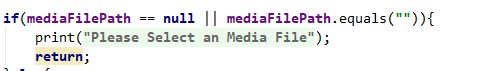 if(mediaFilePath == null || mediaFilePath.equals("")){
print("Please Select an Media File");
return;